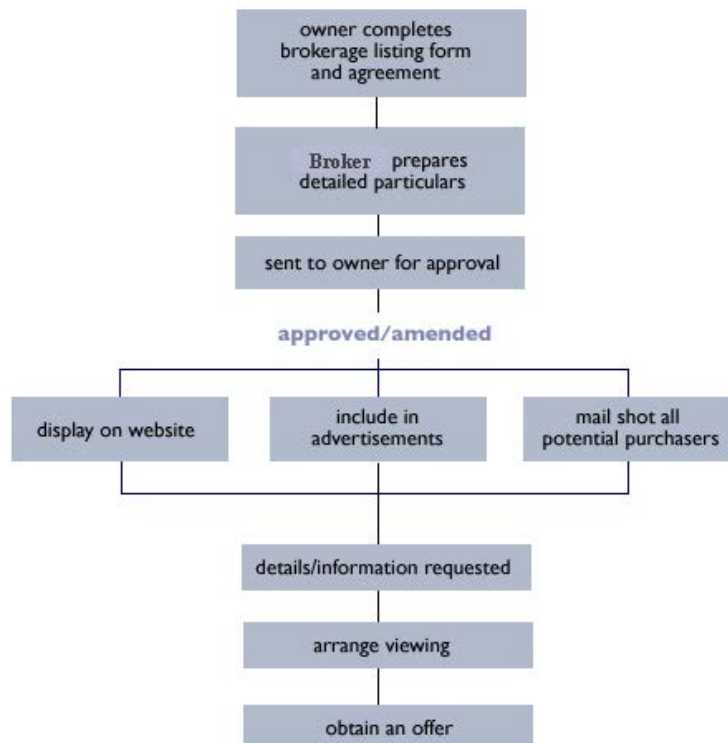 owner completes
brokerage listing form
and agreement
Broker prepares
detailed particulars
sent to owner for approval
approved/amended
display on website
include in
advertisements
mail shot all
potential purchasers
details/information requested
arrange viewing
obtain an offer